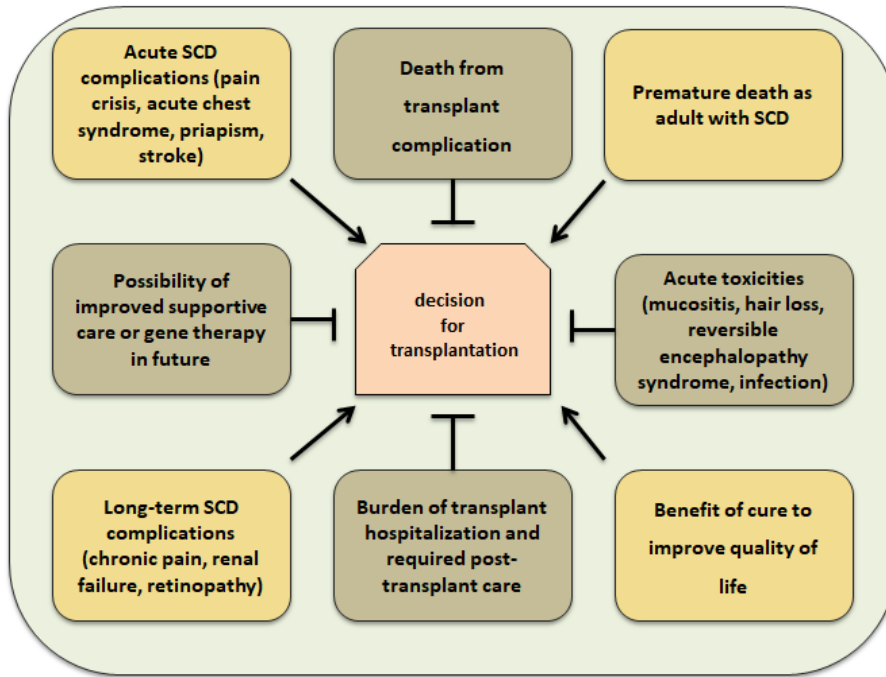 Acute SCD
complications (pain
crisis, acute chest
syndrome, priapism,
stroke)
Death from
transplant
complication
Premature death as
adult with SCD
Possibility of
improved supportive
care or gene therapy
in future
decision
for
transplantation
Acute toxicities
(mucositis, hair loss,
reversible
encephalopathy
syndrome, infection)
Long-term SCD
complications
(chronic pain, renal
failure, retinopathy)
Burden of transplant
hospitalization and
required post-
transplant care
Benefit of cure to
improve quality of
life